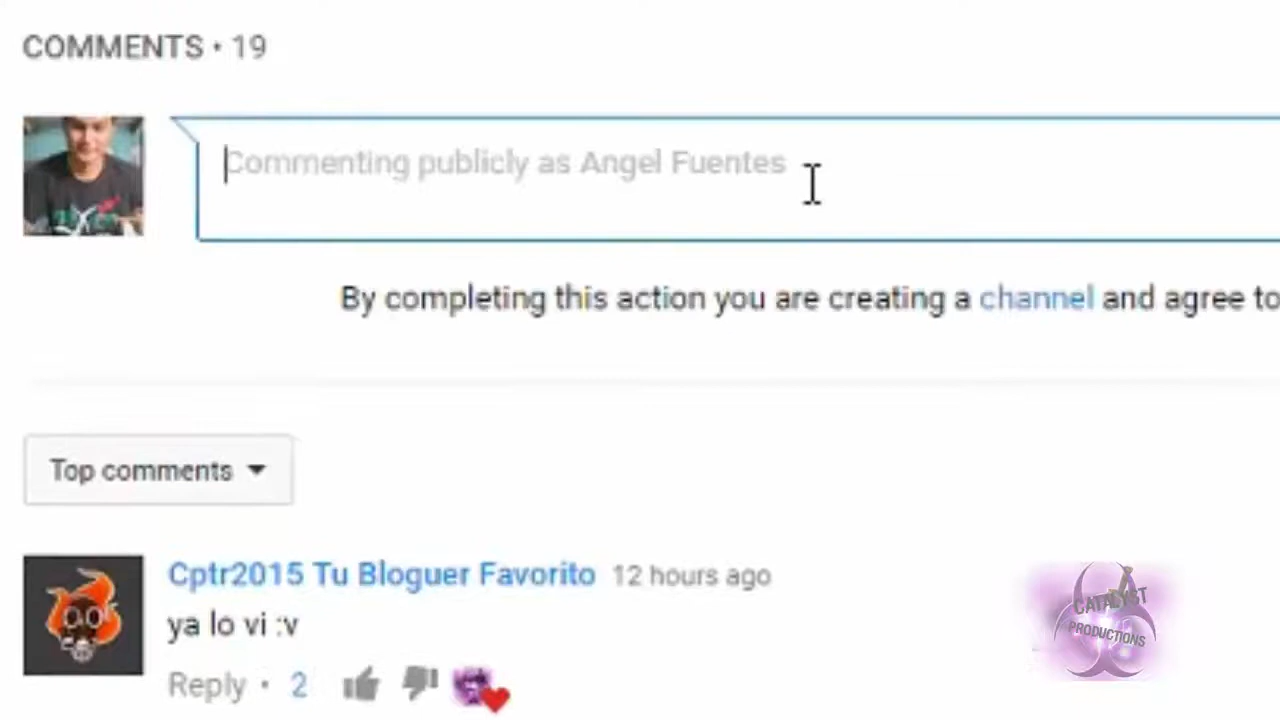 COMMENTS • 19
Commenting publicly as Angel Fuentes
By completing this action you are creating a channel and agree to
Top comments
Cptr2015 Tu Bloguer Favorito 12 hours ago
ya lo vi :v
Reply • 2
CATALYST
PRODUCTIONS